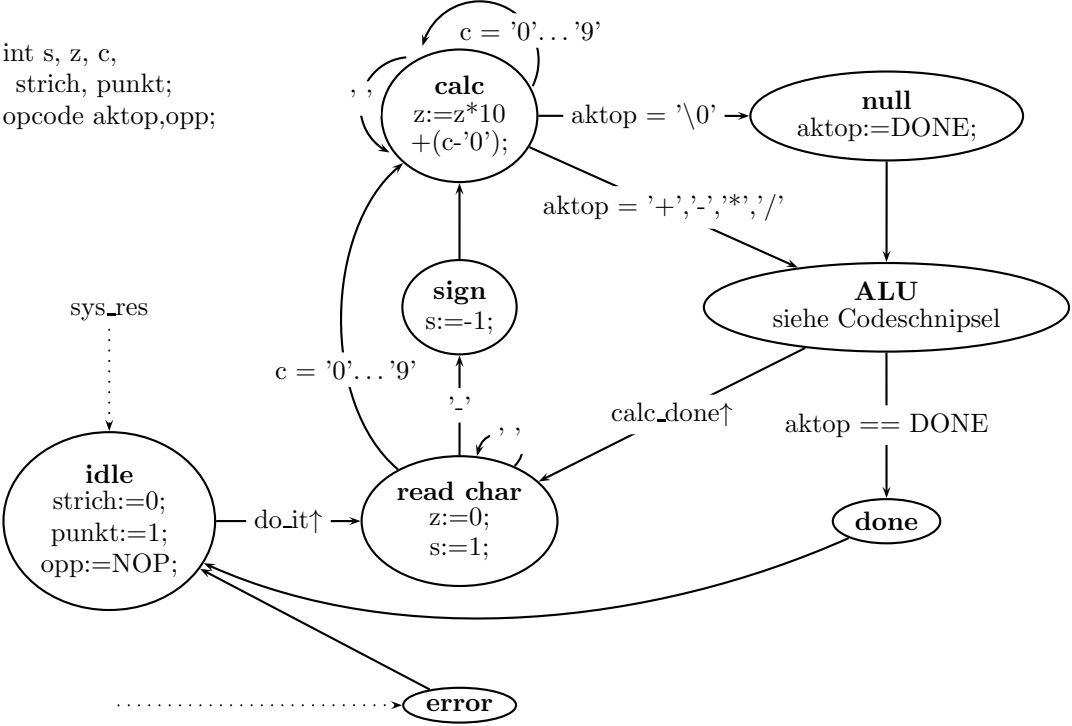 int s, z, c,
strich, punkt;
opcode aktop,opp;
c = '0'...'9'
calc
z:=z*10
+(c-'0');
' '
aktop = '\0'
null
aktop:=DONE;
aktop = '+','-','*','/'
sign
s:=-1;
ALU
siehe Codeschnipsel
sys_res
c = '0'...'9'
'-'
calc_done↑
aktop == DONE
' '
idle
strich:=0;
punkt:=1;
opp:=NOP;
do_it↑
read char
z:=0;
s:=1;
done
error